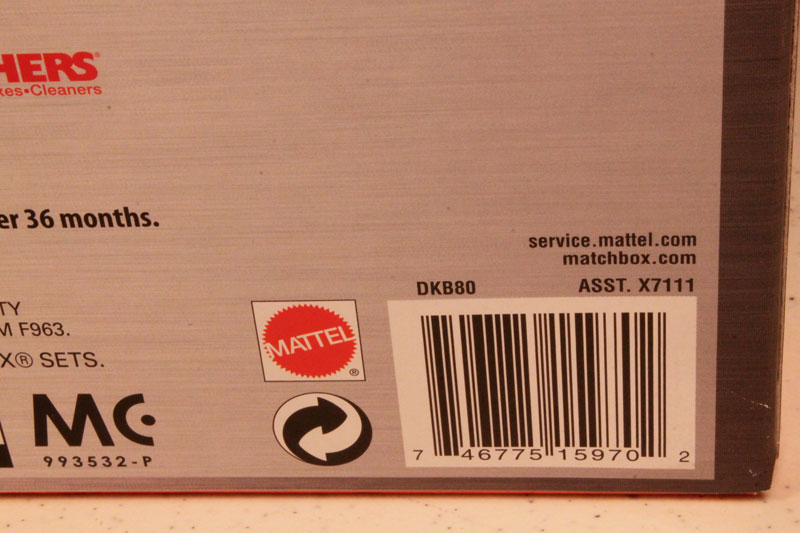 HERS®
xes•Cleaners
er 36 months.
service.mattel.com
matchbox.com
DKB80 ASST. X7111
TY
M F963.
X® SETS.
MATTEL®
MC
993532-P
7 46775 15970 2